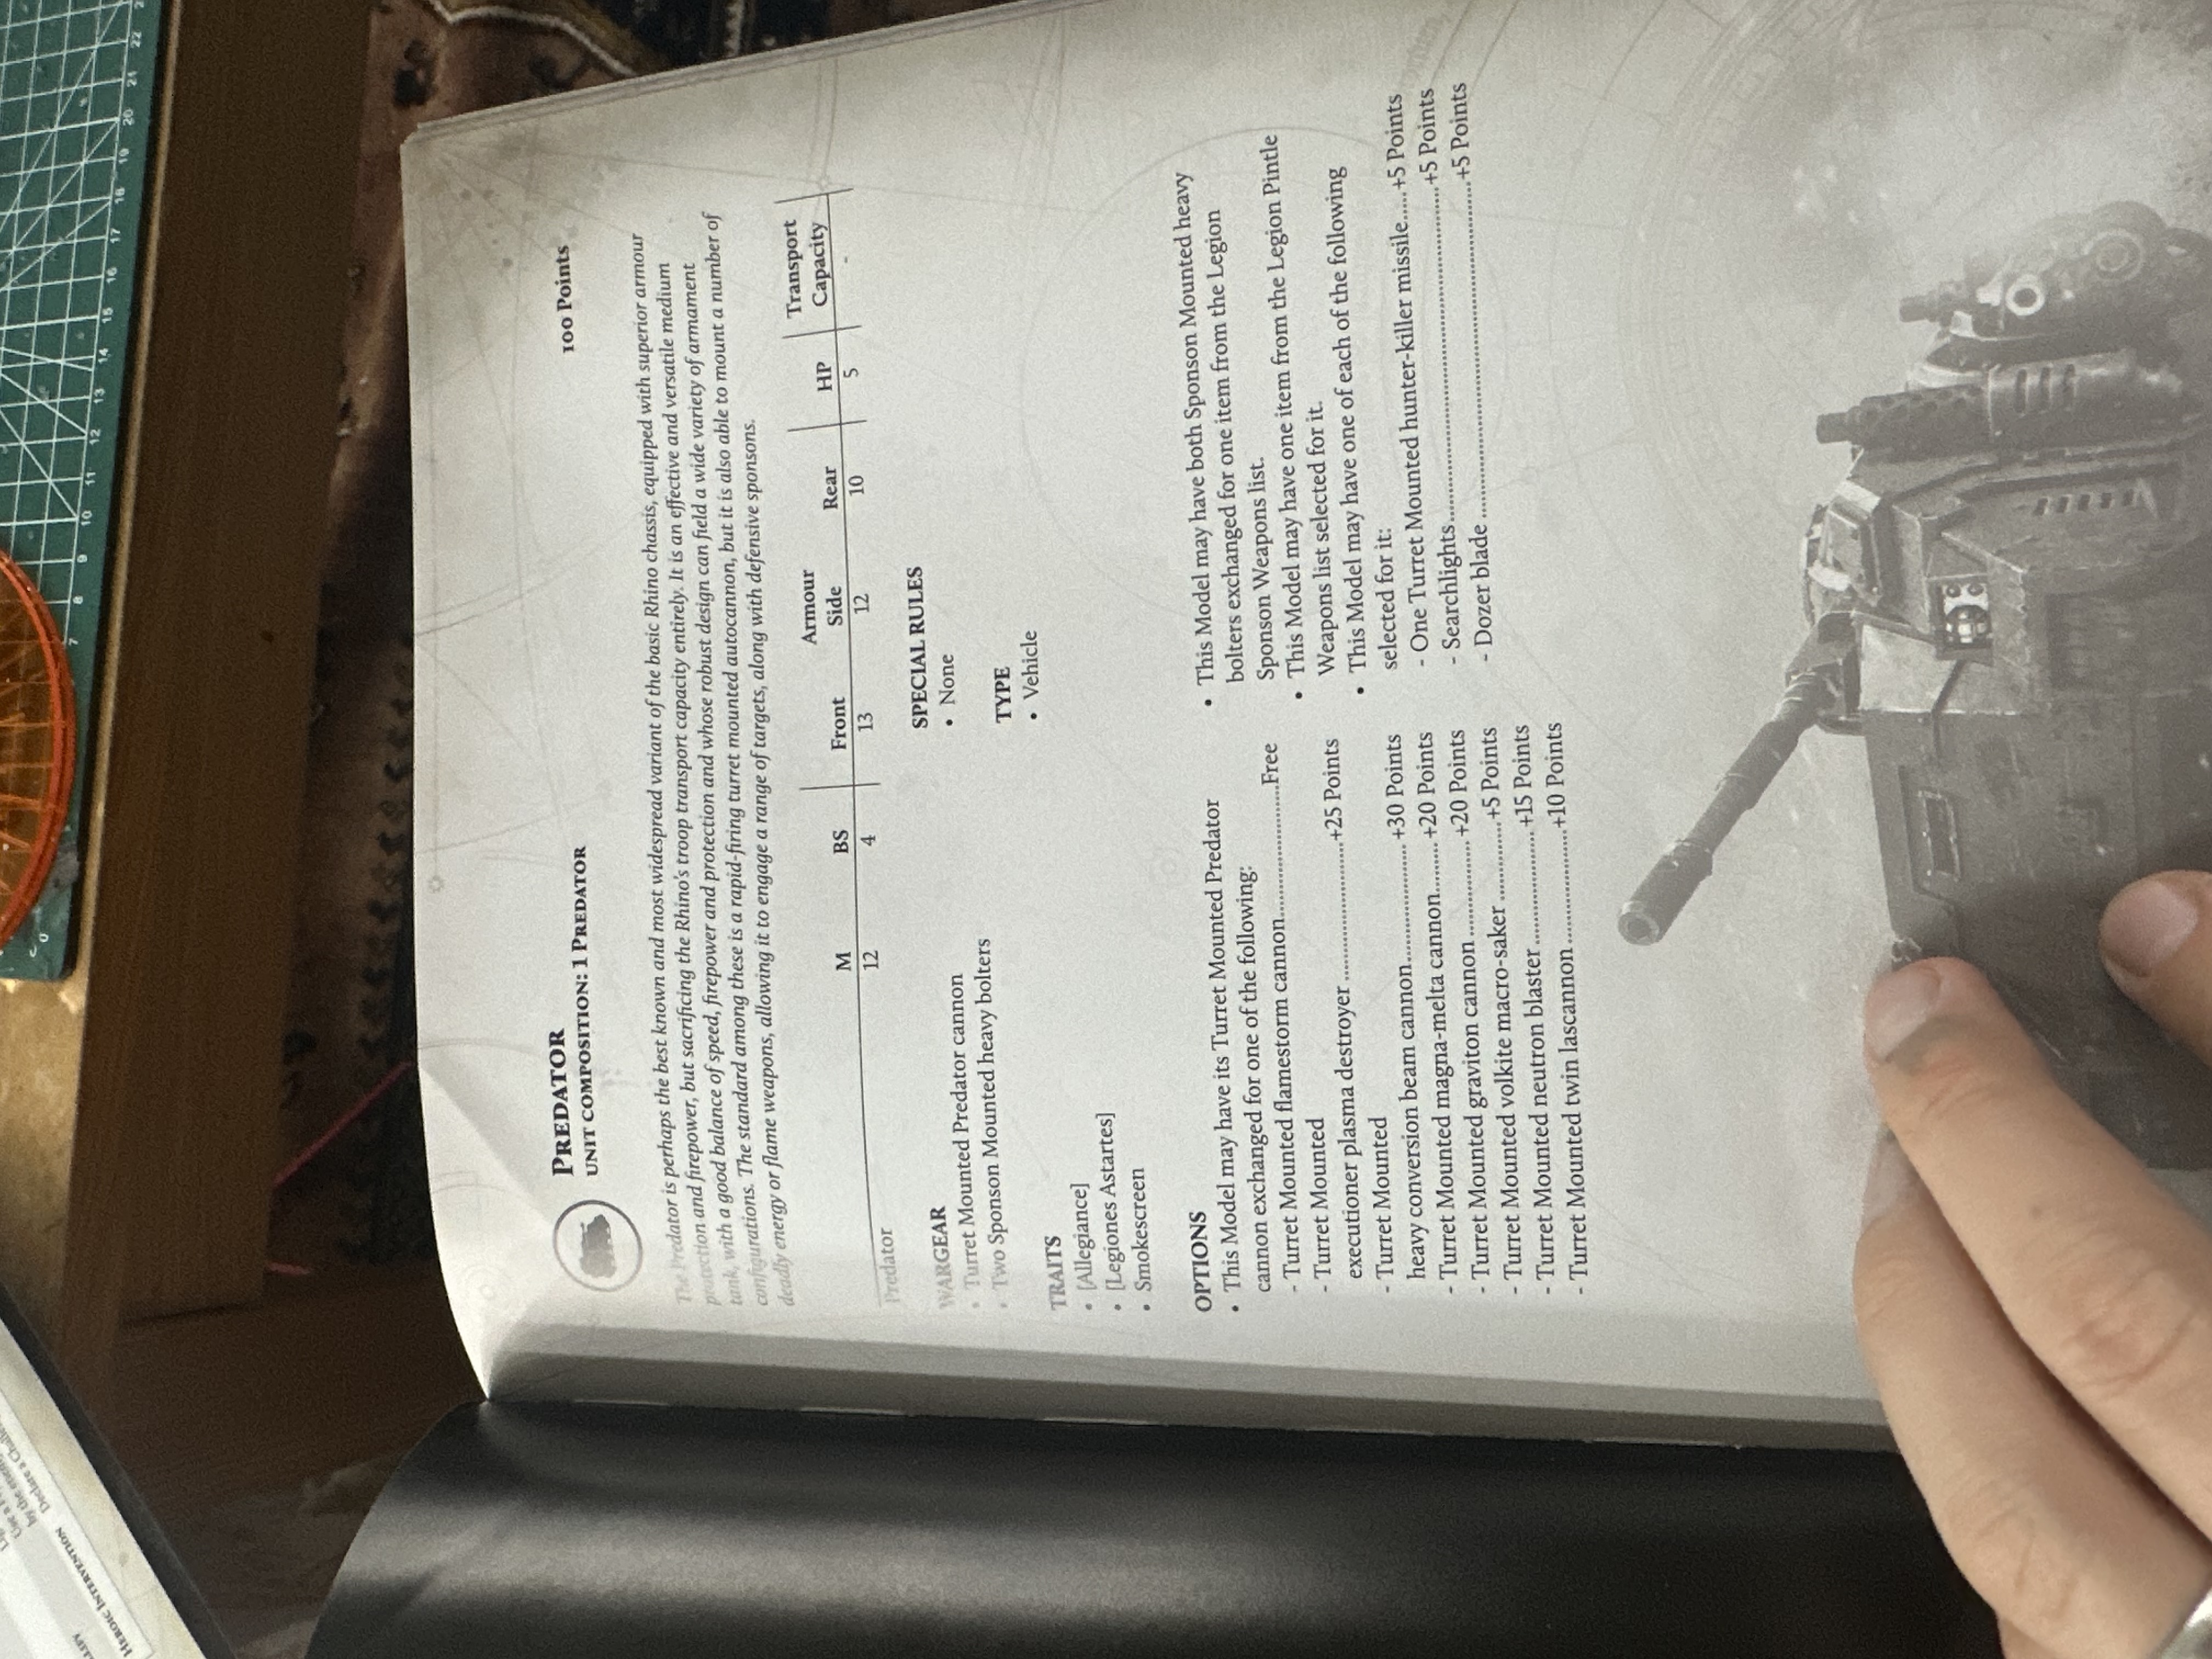 Use a
by the enem
Declare a Chall
HEROIC INTERVENTION
0
7 8 9 10 11 12 13 14 15 16 17 18 19 20 21 22
PREDATOR
UNIT COMPOSITION: 1 PREDATOR
100 Points
The Predator is perhaps the best known and most widespread variant of the basic Rhino chassis, equipped with superior armour
protection and firepower, but sacrificing the Rhino's troop transport capacity entirely. It is an effective and versatile medium
tank, with a good balance of speed, firepower and protection and whose robust design can field a wide variety of armament
configurations. The standard among these is a rapid-firing turret mounted autocannon, but it is also able to mount a number of
deadly energy or flame weapons, allowing it to engage a range of targets, along with defensive sponsons.
Armour Transport
M BS Front Side Rear HP Capacity
Predator 12 4 13 12 10 5 -
WARGEAR
• Turret Mounted Predator cannon
• Two Sponson Mounted heavy bolters
TRAITS
• [Allegiance]
• [Legiones Astartes]
• Smokescreen
SPECIAL RULES
• None
TYPE
• Vehicle
OPTIONS
• This Model may have its Turret Mounted Predator
cannon exchanged for one of the following:
- Turret Mounted flamestorm cannon........................Free
- Turret Mounted
executioner plasma destroyer .........................+25 Points
- Turret Mounted
heavy conversion beam cannon..................... +30 Points
- Turret Mounted magna-melta cannon......... +20 Points
- Turret Mounted graviton cannon ................. +20 Points
- Turret Mounted volkite macro-saker ..............+5 Points
- Turret Mounted neutron blaster .................... +15 Points
- Turret Mounted twin lascannon ....................+10 Points
• This Model may have both Sponson Mounted heavy
bolters exchanged for one item from the Legion
Sponson Weapons list.
• This Model may have one item from the Legion Pintle
Weapons list selected for it.
• This Model may have one of each of the following
selected for it:
- One Turret Mounted hunter-killer missile.....+5 Points
- Searchlights............................................................+5 Points
- Dozer blade ............................................................+5 Points